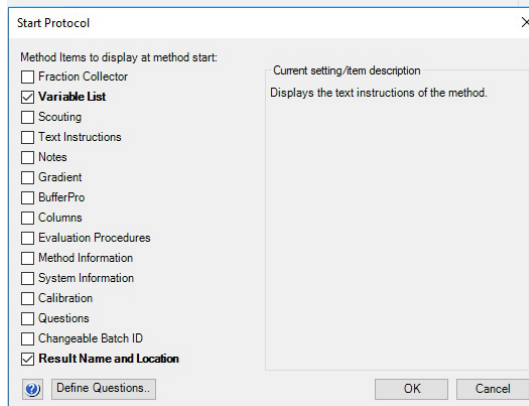 Start Protocol
Method Items to display at method start:
Fraction Collector
Variable List
Scouting
Text Instructions
Notes
Gradient
BufferPro
Columns
Evaluation Procedures
Method Information
System Information
Calibration
Questions
Changeable Batch ID
Result Name and Location
Current setting/item description
Displays the text instructions of the method.
Define Questions..
OK
Cancel